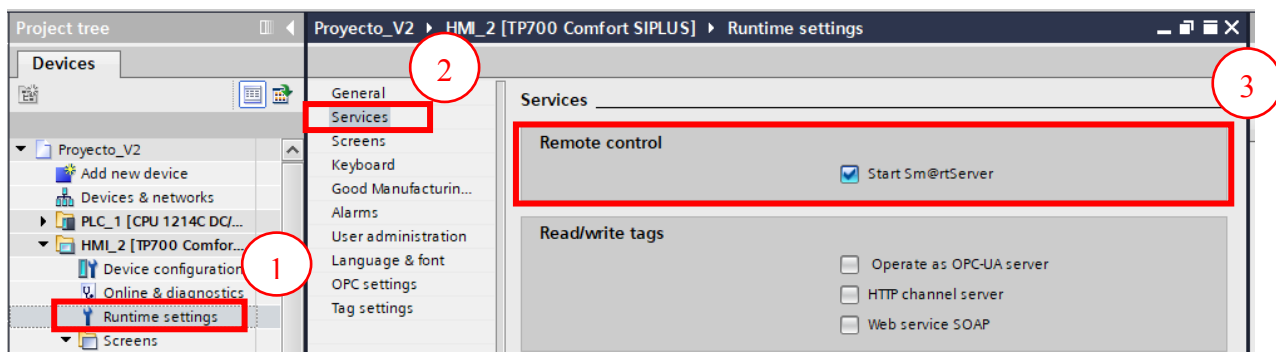 Project tree
Devices
Proyecto_V2
Add new device
Devices & networks
PLC_1 [CPU 1214C DC/...
HMI_2 [TP700 Comfor...
Device configuration
Online & diagnostics
Runtime settings
Screens
1
Proyecto_V2 HMI_2 [TP700 Comfort SIPLUS] Runtime settings
2
General
Services
Screens
Keyboard
Good Manufacturin...
Alarms
User administration
Language & font
OPC settings
Tag settings
3
Services
Remote control
Start Sm@rtServer
Read/write tags
Operate as OPC-UA server
HTTP channel server
Web service SOAP